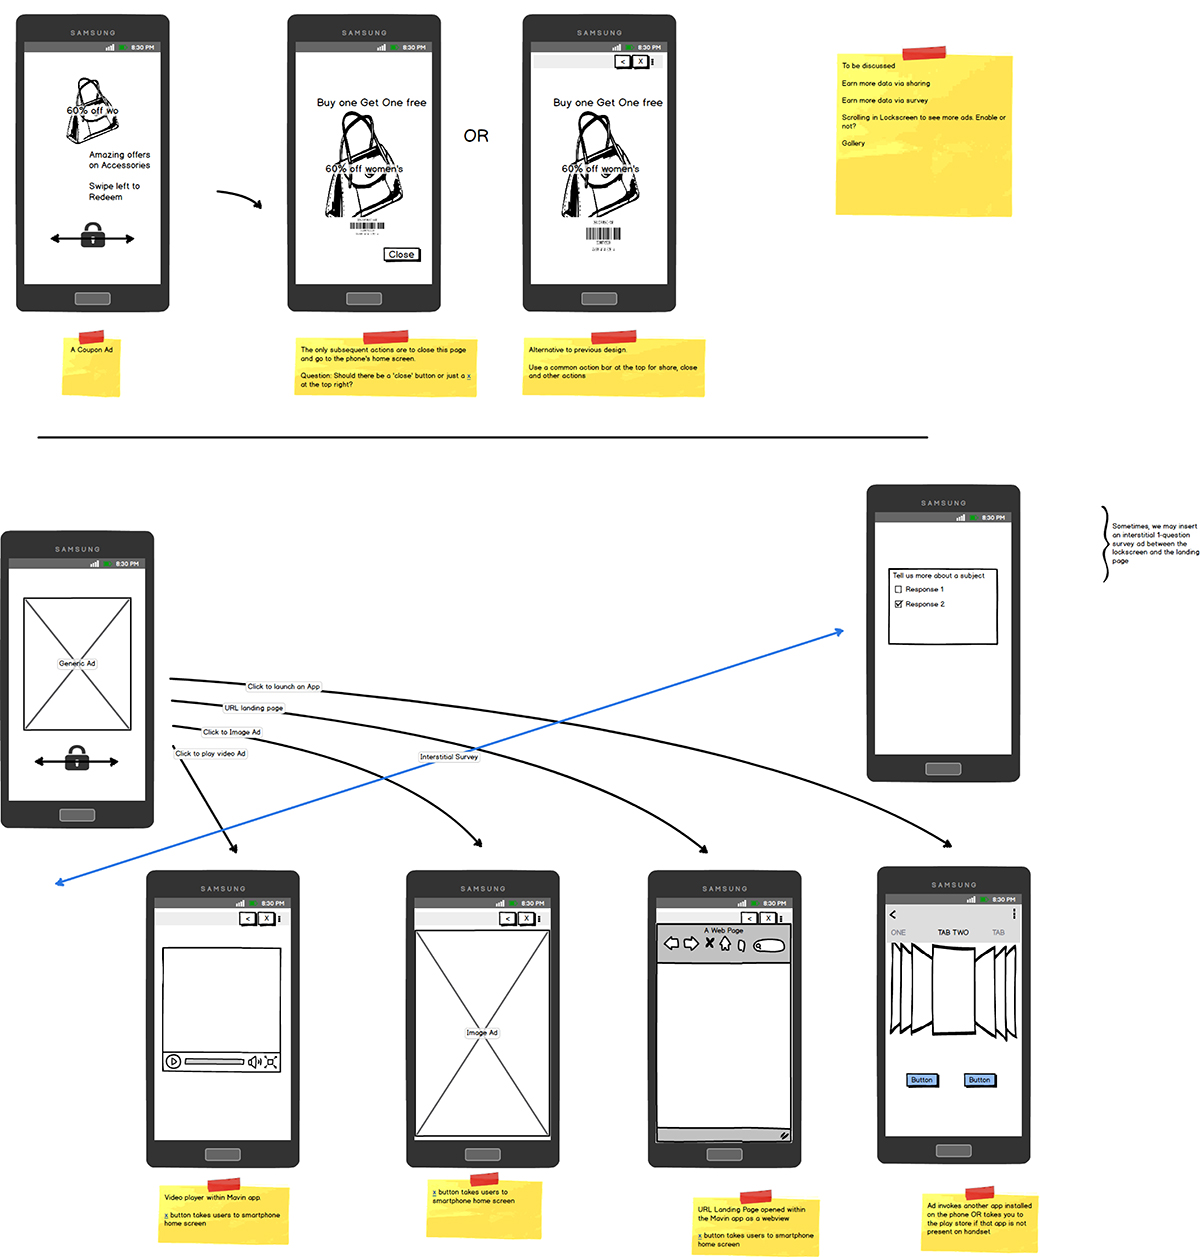 SAMSUNG
8:30 PM
60% off wo
Amazing offers
on Accessories
Swipe left to
Redeem
SAMSUNG
8:30 PM
Buy one Get One free
60% off women's
Close
OR
SAMSUNG
8:30 PM
< X
Buy one Get One free
60% off women's
To be discussed
Earn more data via sharing
Earn more data via survey
Scrolling in Lockscreen to see more ads. Enable or
not?
Gallery
A Coupon Ad
The only subsequent actions are to close this page
and go to the phone's home screen.
Question: Should there be a 'close' button or just a x
at the top right?
Alternative to previous design.
Use a common action bar at the top for share, close
and other actions
SAMSUNG
8:30 PM
Tell us more about a subject
Response 1
Response 2
Sometimes, we may insert
an interstitial 1-question
survey ad between the
lockscreen and the landing
page
SAMSUNG
8:30 PM
Generic Ad
Click to launch an App
URL landing page
Click to Image Ad
Click to play video Ad
Interstitial Survey
SAMSUNG
8:30 PM
< X
SAMSUNG
8:30 PM
< X
Image Ad
SAMSUNG
8:30 PM
< X
A Web Page
SAMSUNG
8:30 PM
ONE TAB TWO TAB
Button Button
Video player within Mavin app.
x button takes users to smartphone
home screen
x button takes users to
smartphone home screen
URL Landing Page opened within
the Mavin app as a webview
x button takes users to smartphone
home screen
Ad invokes another app installed
on the phone OR takes you to
the play store if that app is not
present on handset